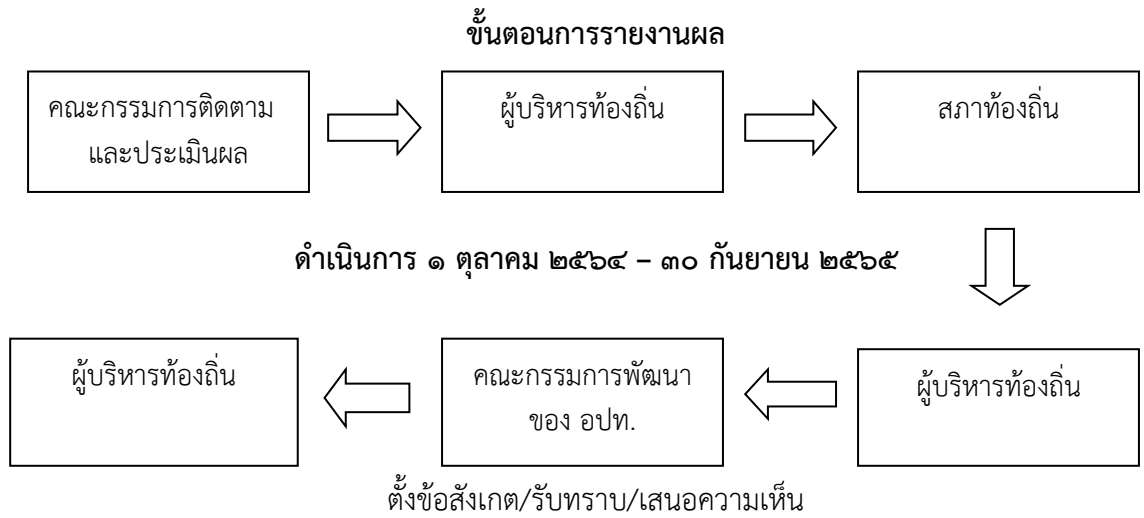 ขั้นตอนการรายงานผล
คณะกรรมการติดตาม
และประเมินผล
ผู้บริหารท้องถิ่น
สภาท้องถิ่น
ดำเนินการ ๑ ตุลาคม ๒๕๖๔ – ๓๐ กันยายน ๒๕๖๕
ผู้บริหารท้องถิ่น
คณะกรรมการพัฒนา
ของ อปท.
ผู้บริหารท้องถิ่น
ตั้งข้อสังเกต/รับทราบ/เสนอความเห็น